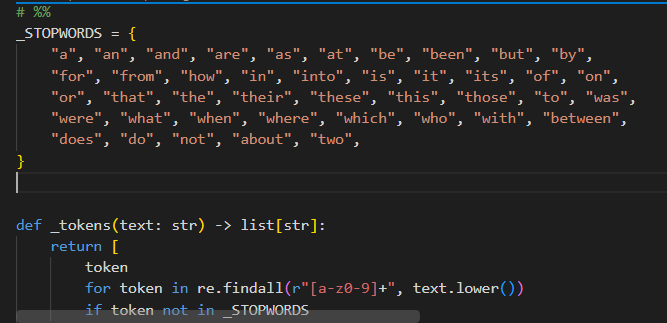 # %%
_STOPWORDS = {
    "a", "an", "and", "are", "as", "at", "be", "been", "but", "by",
    "for", "from", "how", "in", "into", "is", "it", "its", "of", "on",
    "or", "that", "the", "their", "these", "this", "those", "to", "was",
    "were", "what", "when", "where", "which", "who", "with", "between",
    "does", "do", "not", "about", "two",
}
def _tokens(text: str) -> list[str]:
    return [
        token
        for token in re.findall(r"[a-z0-9]+", text.lower())
        if token not in _STOPWORDS